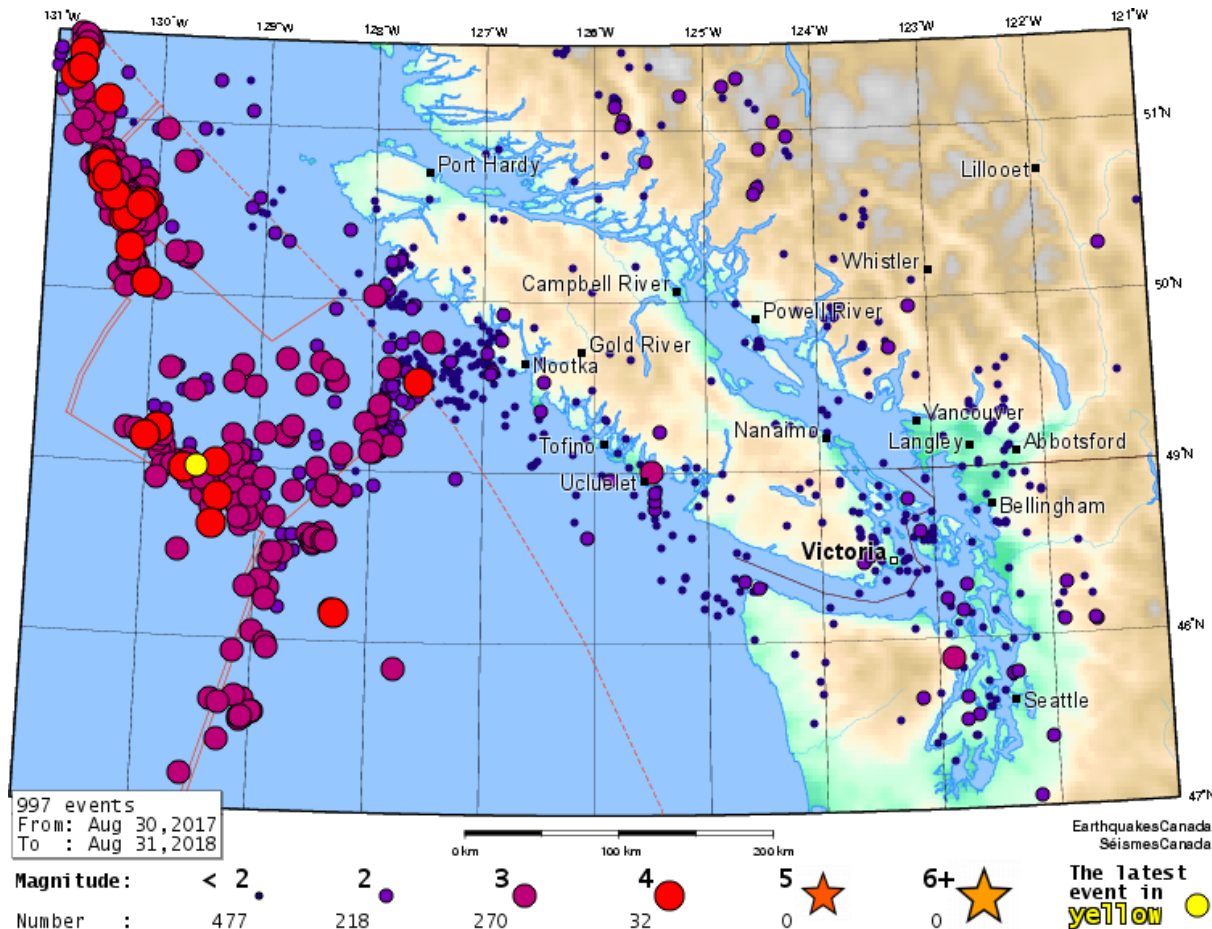 131°W 130°W 129°W 128°W 127°W 126°W 125°W 124°W 123°W 122°W 121°W
51°N
Port Hardy
Lillooet
Whistler
50°N
Campbell River
Powell River
Gold River
Nootka
Vancouver
Nanaimo
Langley
Abbotsford
Tofino
49°N
Ucluelet
Bellingham
Victoria
46°N
Seattle
47°N
997 events
From: Aug 30,2017
To : Aug 31,2018
0 km 100 km 200 km
EarthquakesCanada
SéismesCanada
Magnitude: < 2 2 3 4 5 6+
Number : 477 218 270 32 0 0
The latest
event in
yellow